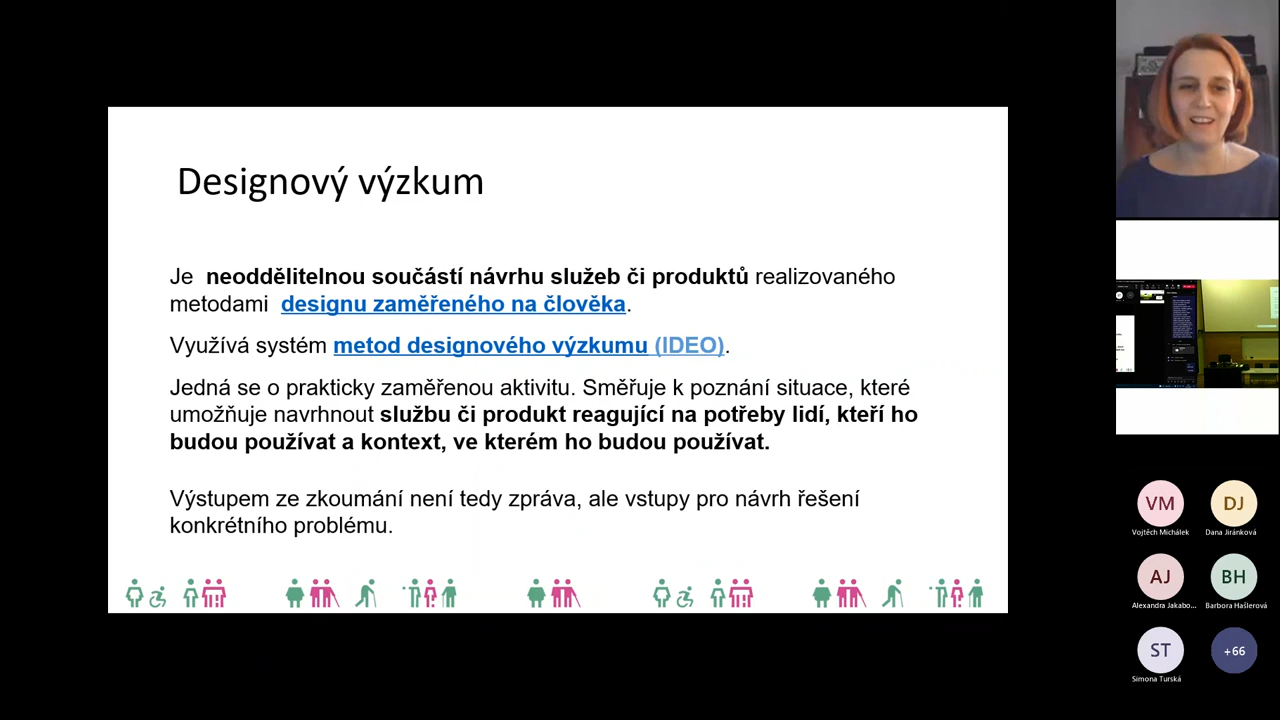 Designový výzkum
Je neoddělitelnou součástí návrhu služeb či produktů realizovaného
metodami designu zaměřeného na člověka.
Využívá systém metod designového výzkumu (IDEO).
Jedná se o prakticky zaměřenou aktivitu. Směřuje k poznání situace, které
umožňuje navrhnout službu či produkt reagující na potřeby lidí, kteří ho
budou používat a kontext, ve kterém ho budou používat.
Výstupem ze zkoumání není tedy zpráva, ale vstupy pro návrh řešení
konkrétního problému.
VM
Vojtěch Michálek
DJ
Dana Jiránková
AJ
Alexandra Jakabo...
BH
Barbora Hašlerová
ST
Simona Turská
+66